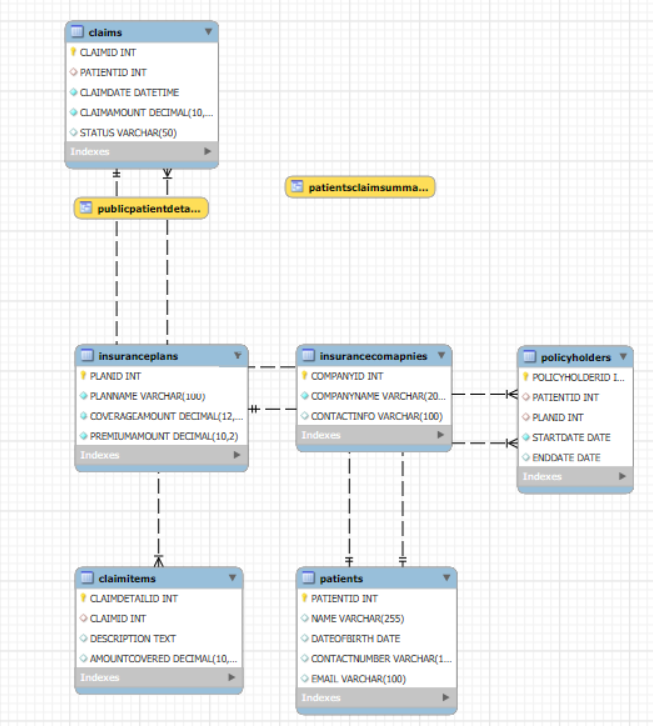 claims
CLAIMID INT
PATIENTID INT
CLAIMDATE DATETIME
CLAIMAMOUNT DECIMAL(10,...
STATUS VARCHAR(50)
Indexes
publicpatientdeta...
patientsclaimsumma...
insuranceplans
PLANID INT
PLANNAME VARCHAR(100)
COVERAGEAMOUNT DECIMAL(12,...
PREMIUMAMOUNT DECIMAL(10,2)
Indexes
insurancecomapnies
COMPANYID INT
COMPANYNAME VARCHAR(20...
CONTACTINFO VARCHAR(100)
Indexes
policyholders
POLICYHOLDERID I...
PATIENTID INT
PLANID INT
STARTDATE DATE
ENDDATE DATE
Indexes
claimitems
CLAIMDETAILID INT
CLAIMID INT
DESCRIPTION TEXT
AMOUNTCOVERED DECIMAL(10,...
Indexes
patients
PATIENTID INT
NAME VARCHAR(255)
DATEOFBIRTH DATE
CONTACTNUMBER VARCHAR(1...
EMAIL VARCHAR(100)
Indexes